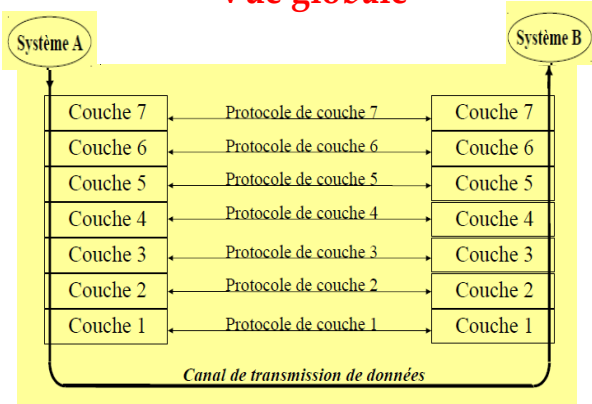 Vue globale
Système A
Système B
Couche 7 Protocole de couche 7 Couche 7
Couche 6 Protocole de couche 6 Couche 6
Couche 5 Protocole de couche 5 Couche 5
Couche 4 Protocole de couche 4 Couche 4
Couche 3 Protocole de couche 3 Couche 3
Couche 2 Protocole de couche 2 Couche 2
Couche 1 Protocole de couche 1 Couche 1
Canal de transmission de données